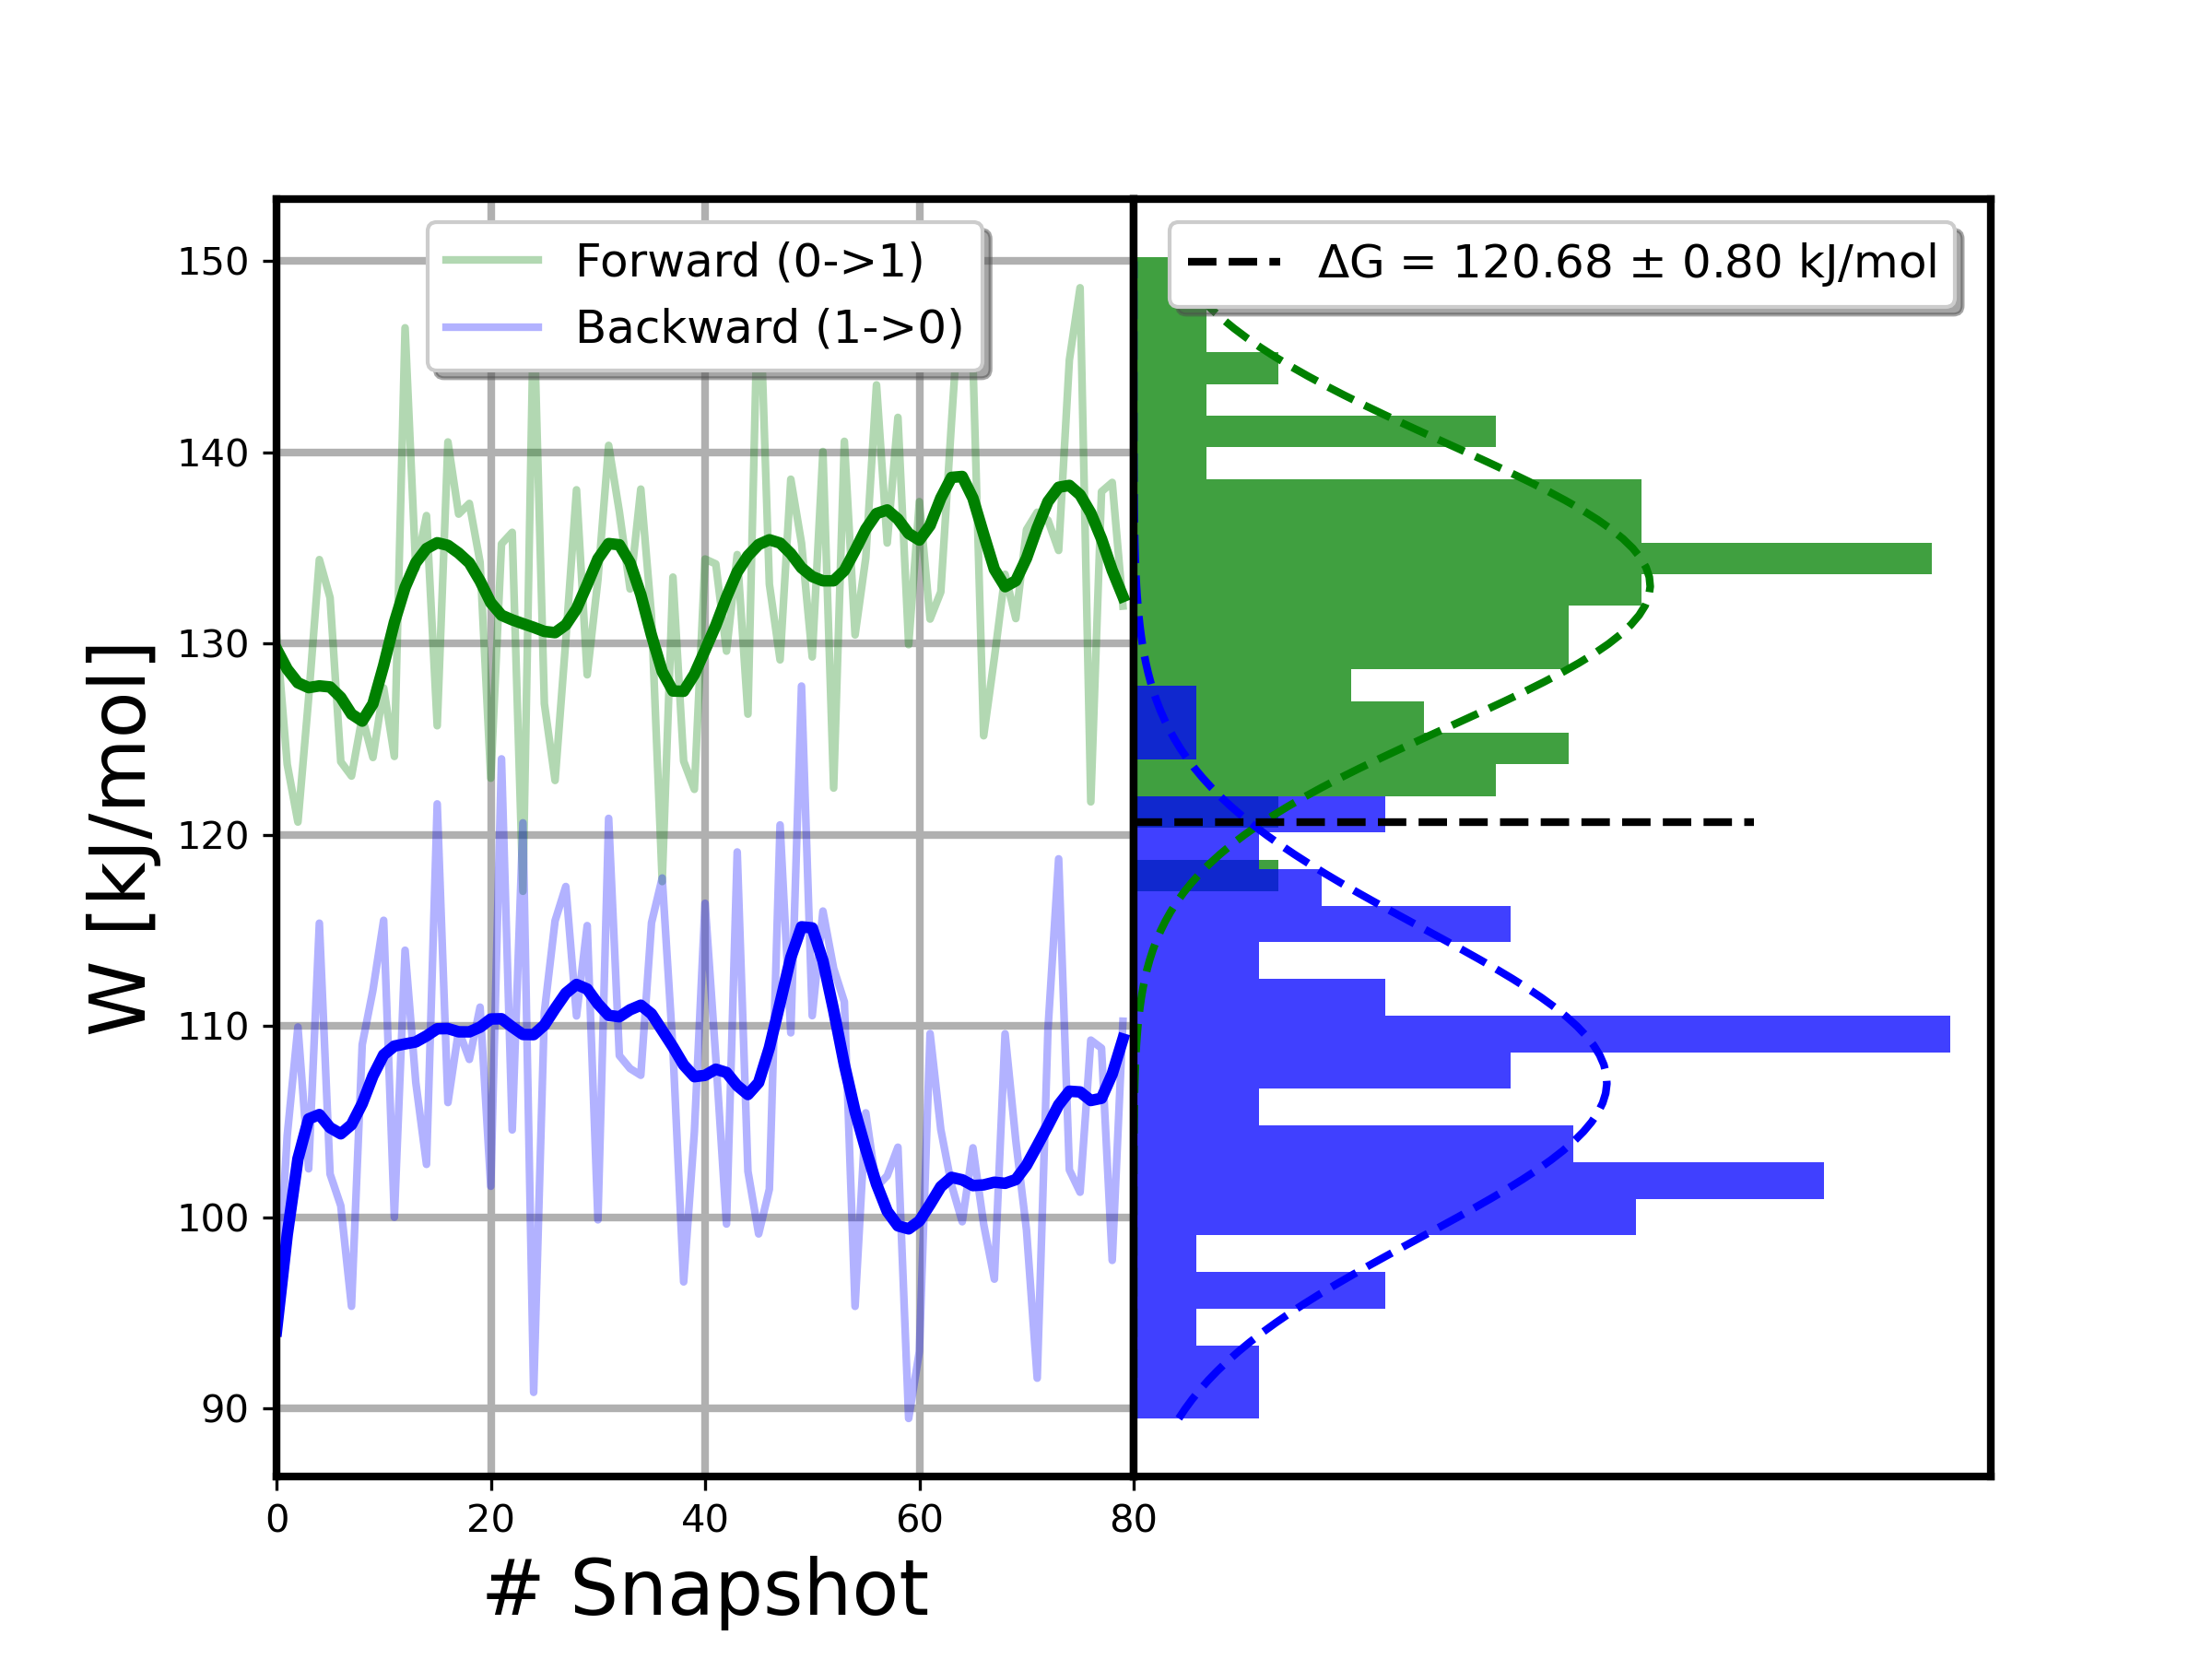 Forward (0->1)
Backward (1->0)
ΔG = 120.68 ± 0.80 kJ/mol
150
140
130
120
110
100
90
W [kJ/mol]
0 20 40 60 80
# Snapshot